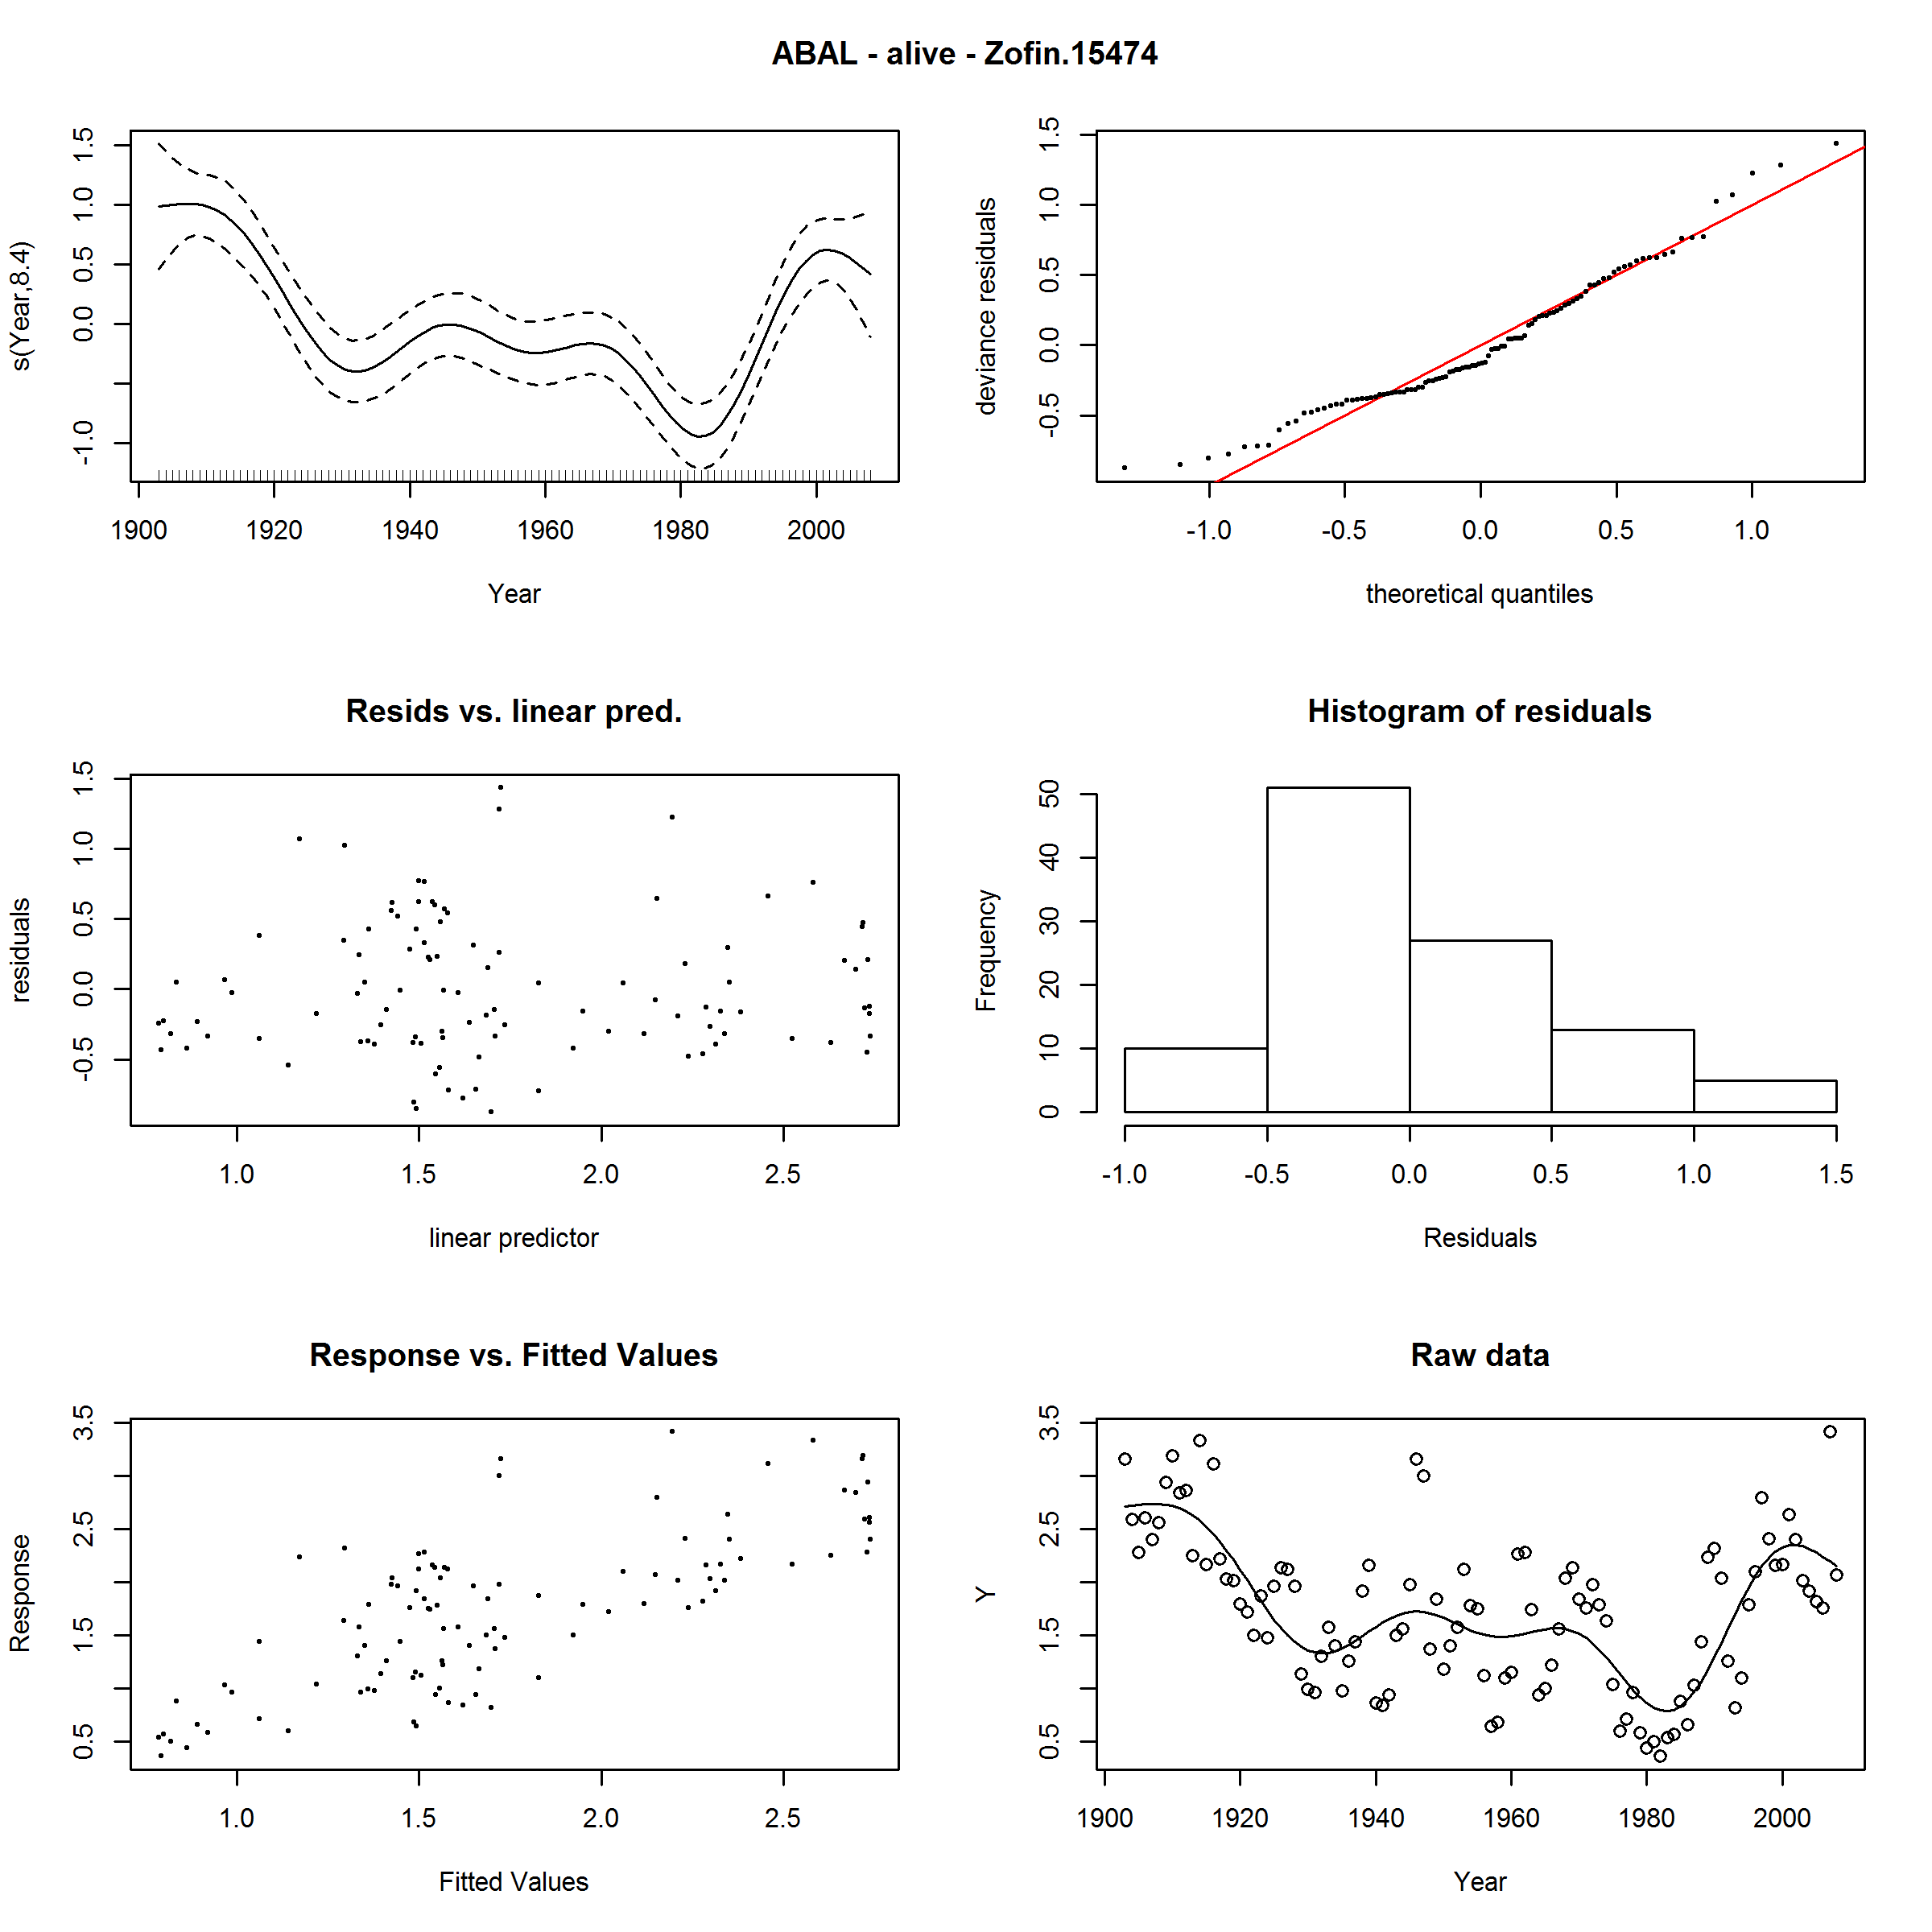 ABAL - alive - Zofin.15474
s(Year,8.4)
-1.0 0.0 0.5 1.0 1.5
1900 1920 1940 1960 1980 2000
Year
deviance residuals
-0.5 0.0 0.5 1.0 1.5
-1.0 -0.5 0.0 0.5 1.0
theoretical quantiles
Resids vs. linear pred.
residuals
-0.5 0.0 0.5 1.0 1.5
1.0 1.5 2.0 2.5
linear predictor
Histogram of residuals
Frequency
0 10 20 30 40 50
-1.0 -0.5 0.0 0.5 1.0 1.5
Residuals
Response vs. Fitted Values
Response
0.5 1.5 2.5 3.5
1.0 1.5 2.0 2.5
Fitted Values
Raw data
Y
0.5 1.5 2.5 3.5
1900 1920 1940 1960 1980 2000
Year